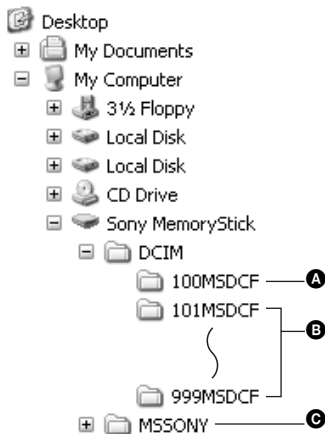 Desktop
My Documents
My Computer
3½ Floppy
Local Disk
Local Disk
CD Drive
Sony MemoryStick
DCIM
100MSDCF A
101MSDCF
B
999MSDCF
MSSONY C